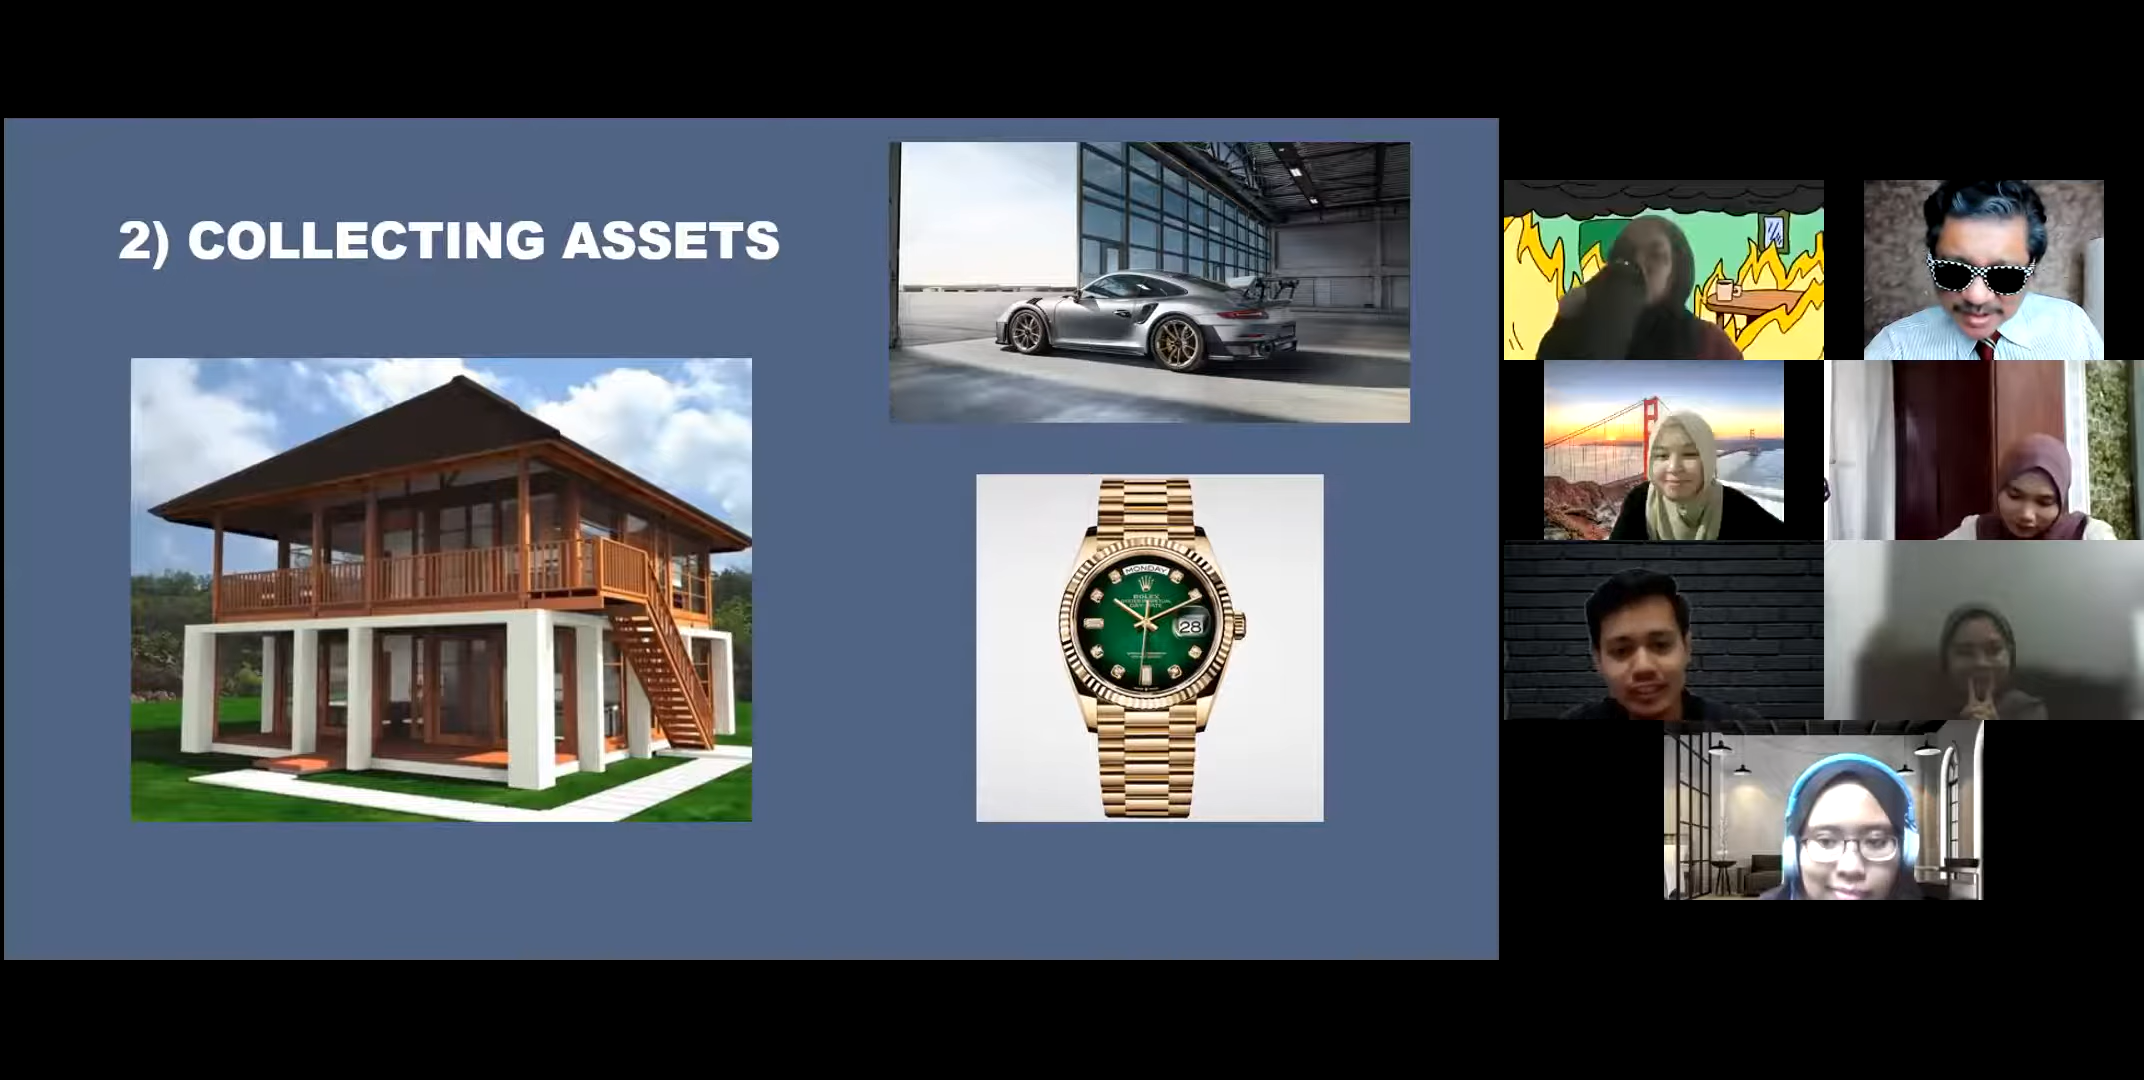 2) COLLECTING ASSETS
MONDAY
ROLEX
28